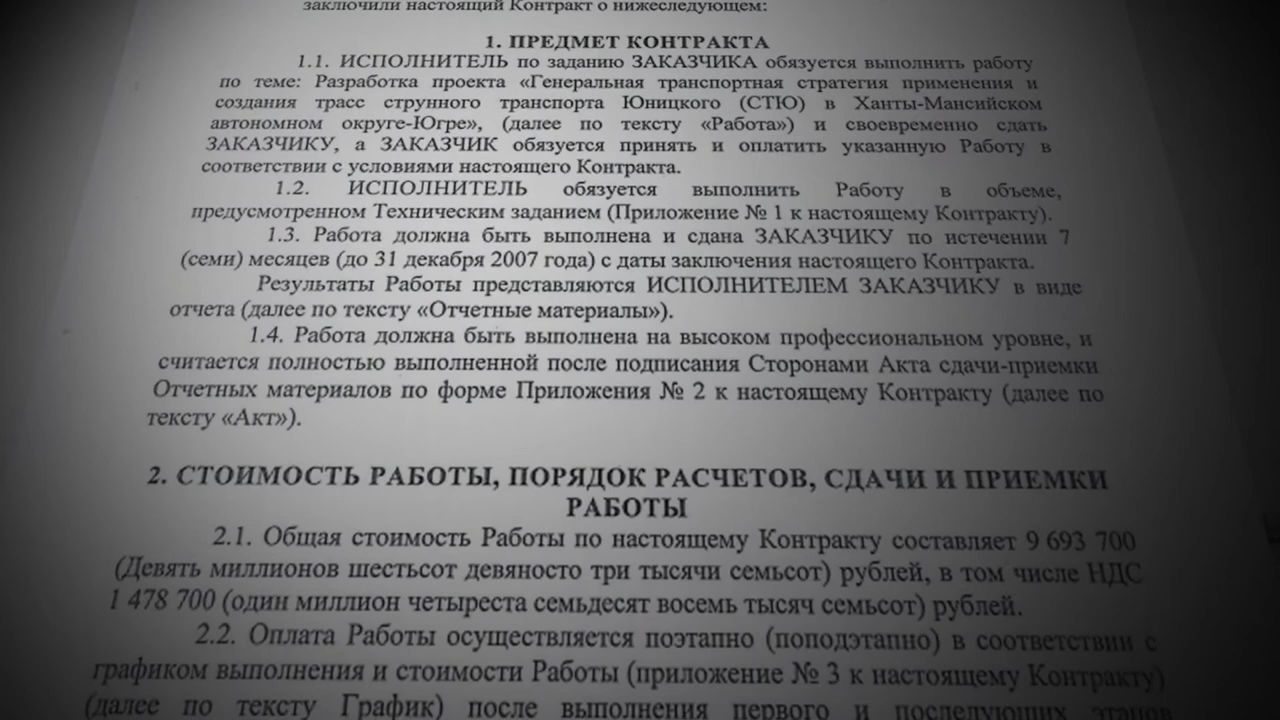 заключили настоящий Контракт о нижеследующем:
1. ПРЕДМЕТ КОНТРАКТА
1.1. ИСПОЛНИТЕЛЬ по заданию ЗАКАЗЧИКА обязуется выполнить работу
по теме: Разработка проекта «Генеральная транспортная стратегия применения и
создания трасс струнного транспорта Юницкого (СТЮ) в Ханты-Мансийском
автономном округе-Югре», (далее по тексту «Работа») и своевременно сдать
ЗАКАЗЧИКУ, а ЗАКАЗЧИК обязуется принять и оплатить указанную Работу в
соответствии с условиями настоящего Контракта.
1.2. ИСПОЛНИТЕЛЬ обязуется выполнить Работу в объеме,
предусмотренном Техническим заданием (Приложение № 1 к настоящему Контракту).
1.3. Работа должна быть выполнена и сдана ЗАКАЗЧИКУ по истечении 7
(семи) месяцев (до 31 декабря 2007 года) с даты заключения настоящего Контракта.
Результаты Работы представляются ИСПОЛНИТЕЛЕМ ЗАКАЗЧИКУ в виде
отчета (далее по тексту «Отчетные материалы»).
1.4. Работа должна быть выполнена на высоком профессиональном уровне, и
считается полностью выполненной после подписания Сторонами Акта сдачи-приемки
Отчетных материалов по форме Приложения № 2 к настоящему Контракту (далее по
тексту «Акт»).
2. СТОИМОСТЬ РАБОТЫ, ПОРЯДОК РАСЧЕТОВ, СДАЧИ И ПРИЕМКИ
РАБОТЫ
2.1. Общая стоимость Работы по настоящему Контракту составляет 9 693 700
(Девять миллионов шестьсот девяносто три тысячи семьсот) рублей, в том числе НДС
1 478 700 (один миллион четыреста семьдесят восемь тысяч семьсот) рублей.
2.2. Оплата Работы осуществляется поэтапно (поподэтапно) в соответствии с
графиком выполнения и стоимости Работы (приложение № 3 к настоящему Контракту)
(далее по тексту График) после выполнения первого и последующих этапов